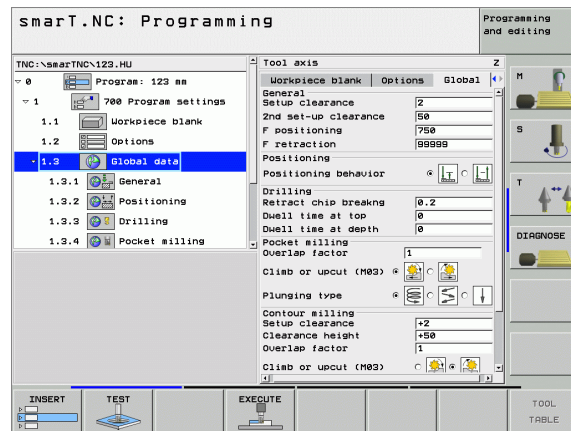 smarT.NC: Programming
Programming
and editing
TNC:\smarTNC\123.HU
0 Program: 123 mm
1 700 Program settings
1.1 Workpiece blank
1.2 Options
1.3 Global data
1.3.1 General
1.3.2 Positioning
1.3.3 Drilling
1.3.4 Pocket milling
Tool axis Z
Workpiece blank Options Global
General
Setup clearance 2
2nd set-up clearance 50
F positioning 750
F retraction 99999
Positioning
Positioning behavior
Drilling
Retract chip breakng 0.2
Dwell time at top 0
Dwell time at depth 0
Pocket milling
Overlap factor 1
Climb or upcut (M03)
Plunging type
Contour milling
Setup clearance +2
Clearance height +50
Overlap factor 1
Climb or upcut (M03)
M
S
T
DIAGNOSE
INSERT
TEST
EXECUTE
TOOL
TABLE